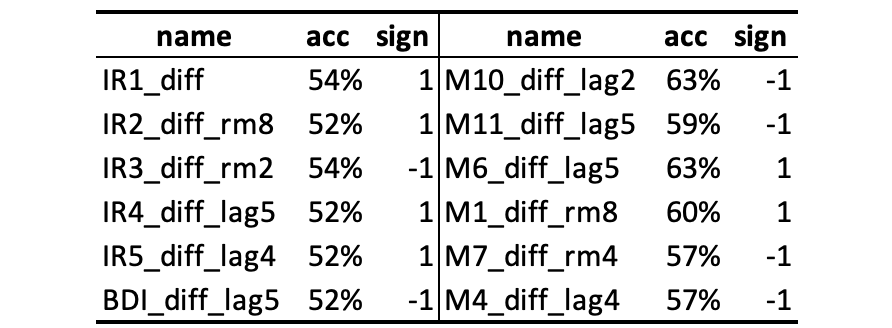 name acc sign name acc sign
IR1_diff 54% 1 M10_diff_lag2 63% -1
IR2_diff_rm8 52% 1 M11_diff_lag5 59% -1
IR3_diff_rm2 54% -1 M6_diff_lag5 63% 1
IR4_diff_lag5 52% 1 M1_diff_rm8 60% 1
IR5_diff_lag4 52% 1 M7_diff_rm4 57% -1
BDI_diff_lag5 52% -1 M4_diff_lag4 57% -1